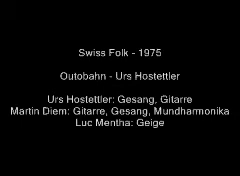 Swiss Folk - 1975
Outobahn - Urs Hostettler
Urs Hostettler: Gesang, Gitarre
Martin Diem: Gitarre, Gesang, Mundharmonika
Luc Mentha: Geige